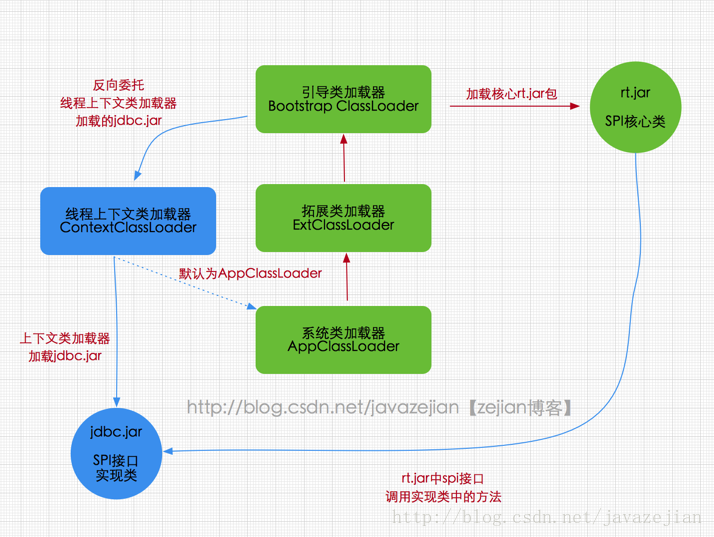 反向委托
线程上下文类加载器
加载的jdbc.jar
引导类加载器
Bootstrap ClassLoader
加载核心rt.jar包
rt.jar
SPI核心类
线程上下文类加载器
ContextClassLoader
拓展类加载器
ExtClassLoader
默认为AppClassLoader
系统类加载器
AppClassLoader
上下文类加载器
加载jdbc.jar
http://blog.csdn.net/javazejian【zejian博客】
jdbc.jar
SPI接口
实现类
rt.jar中spi接口
调用实现类中的方法
http://blog.csdn.net/javazejian